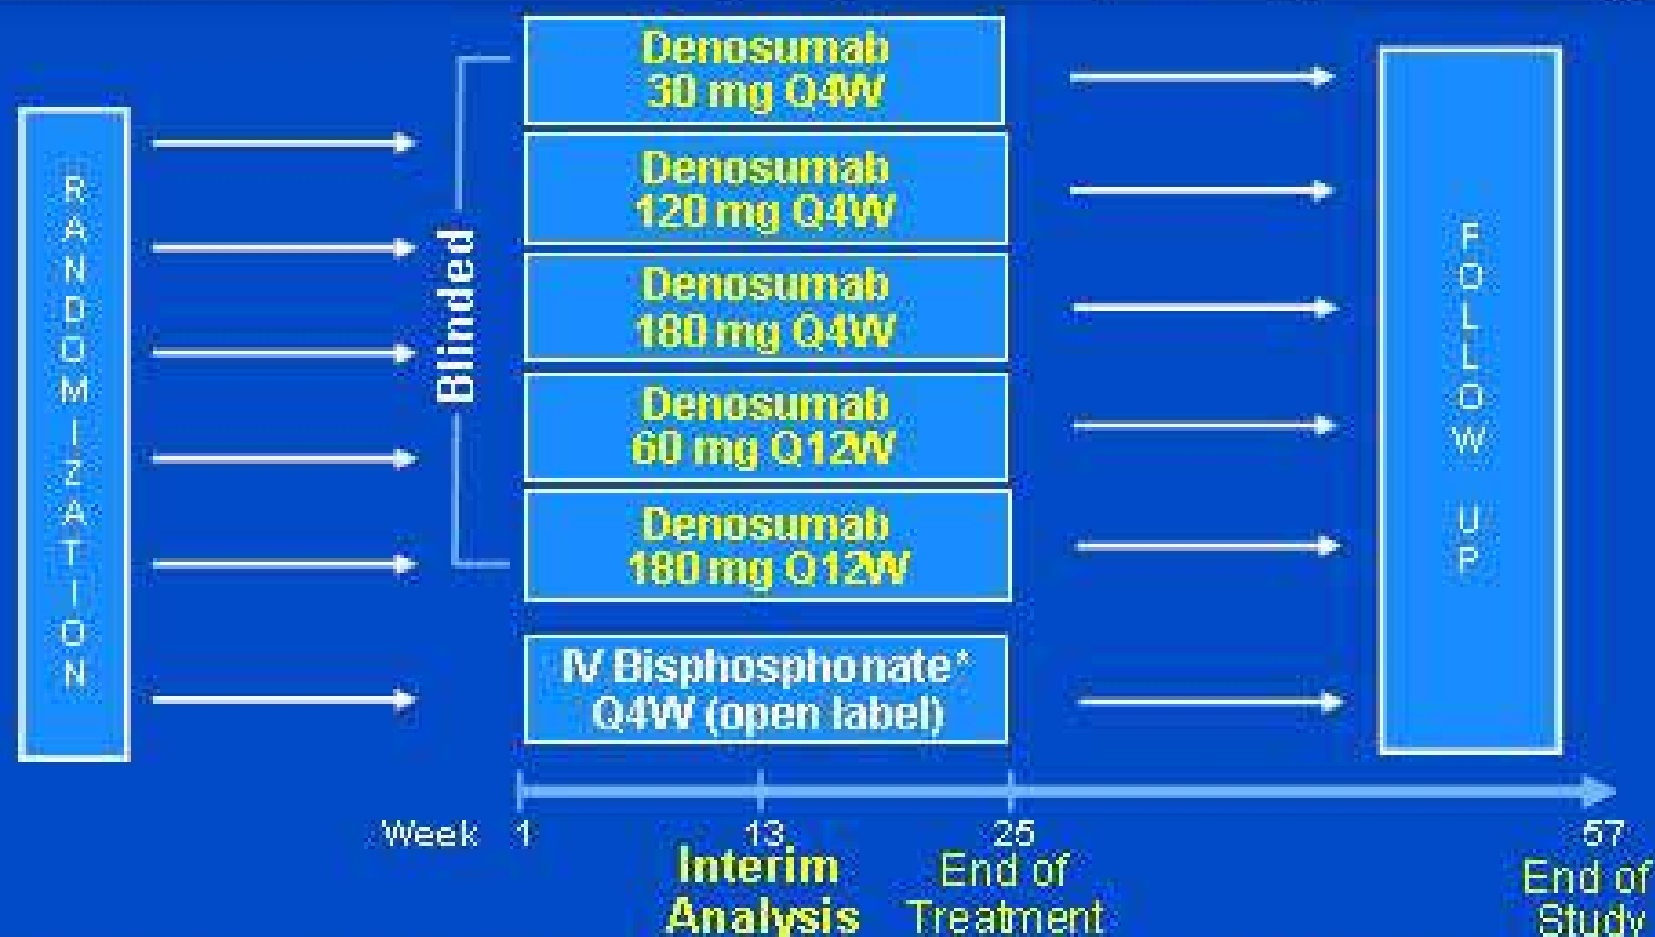 RANDOMIZATION
Blinded
Denosumab
30 mg Q4W
Denosumab
120 mg Q4W
Denosumab
180 mg Q4W
Denosumab
60 mg Q12W
Denosumab
180 mg Q12W
IV Bisphosphonate*
Q4W (open label)
FOLLOW UP
Week 1 13 25 57
Interim
Analysis
End of
Treatment
End of
Study